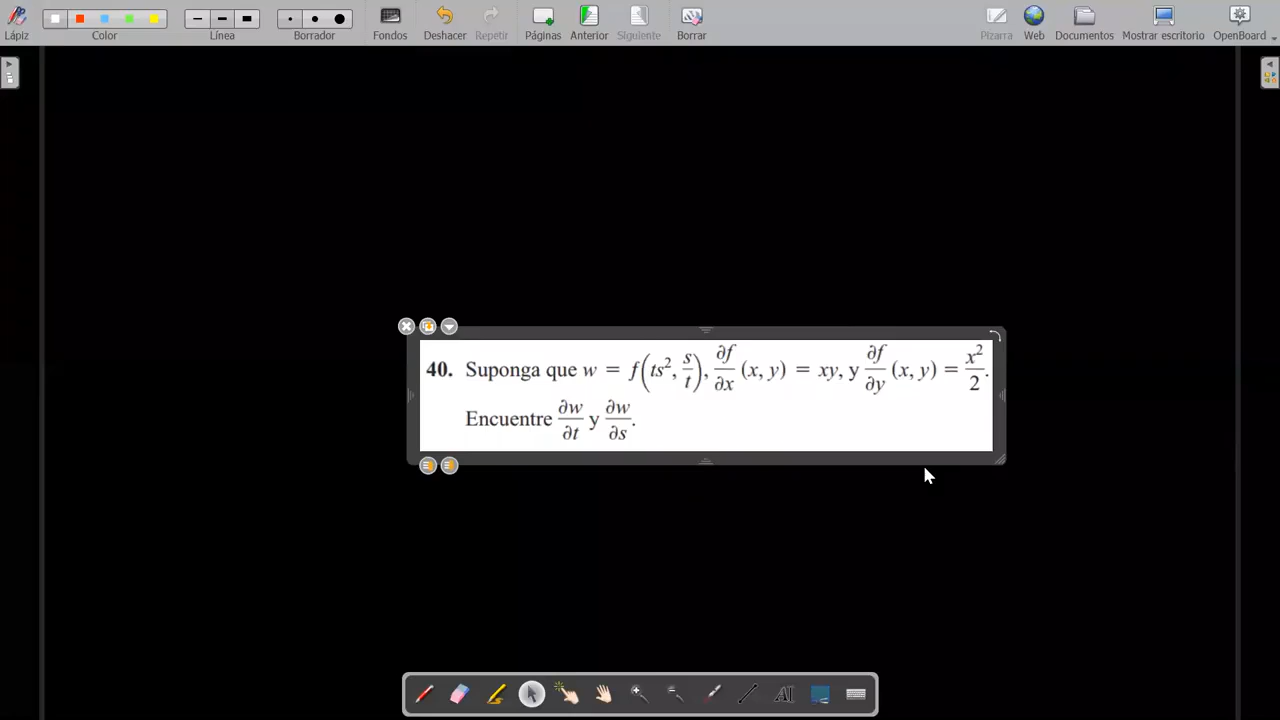 Lápiz Color Línea Borrador Fondos Deshacer Repetir Páginas Anterior Siguiente Borrar Pizarra Web Documentos Mostrar escritorio OpenBoard
40. Suponga que w = f(ts², s/t), ∂f/∂x (x, y) = xy, y ∂f/∂y (x, y) = x²/2.
Encuentre ∂w/∂t y ∂w/∂s.
AI